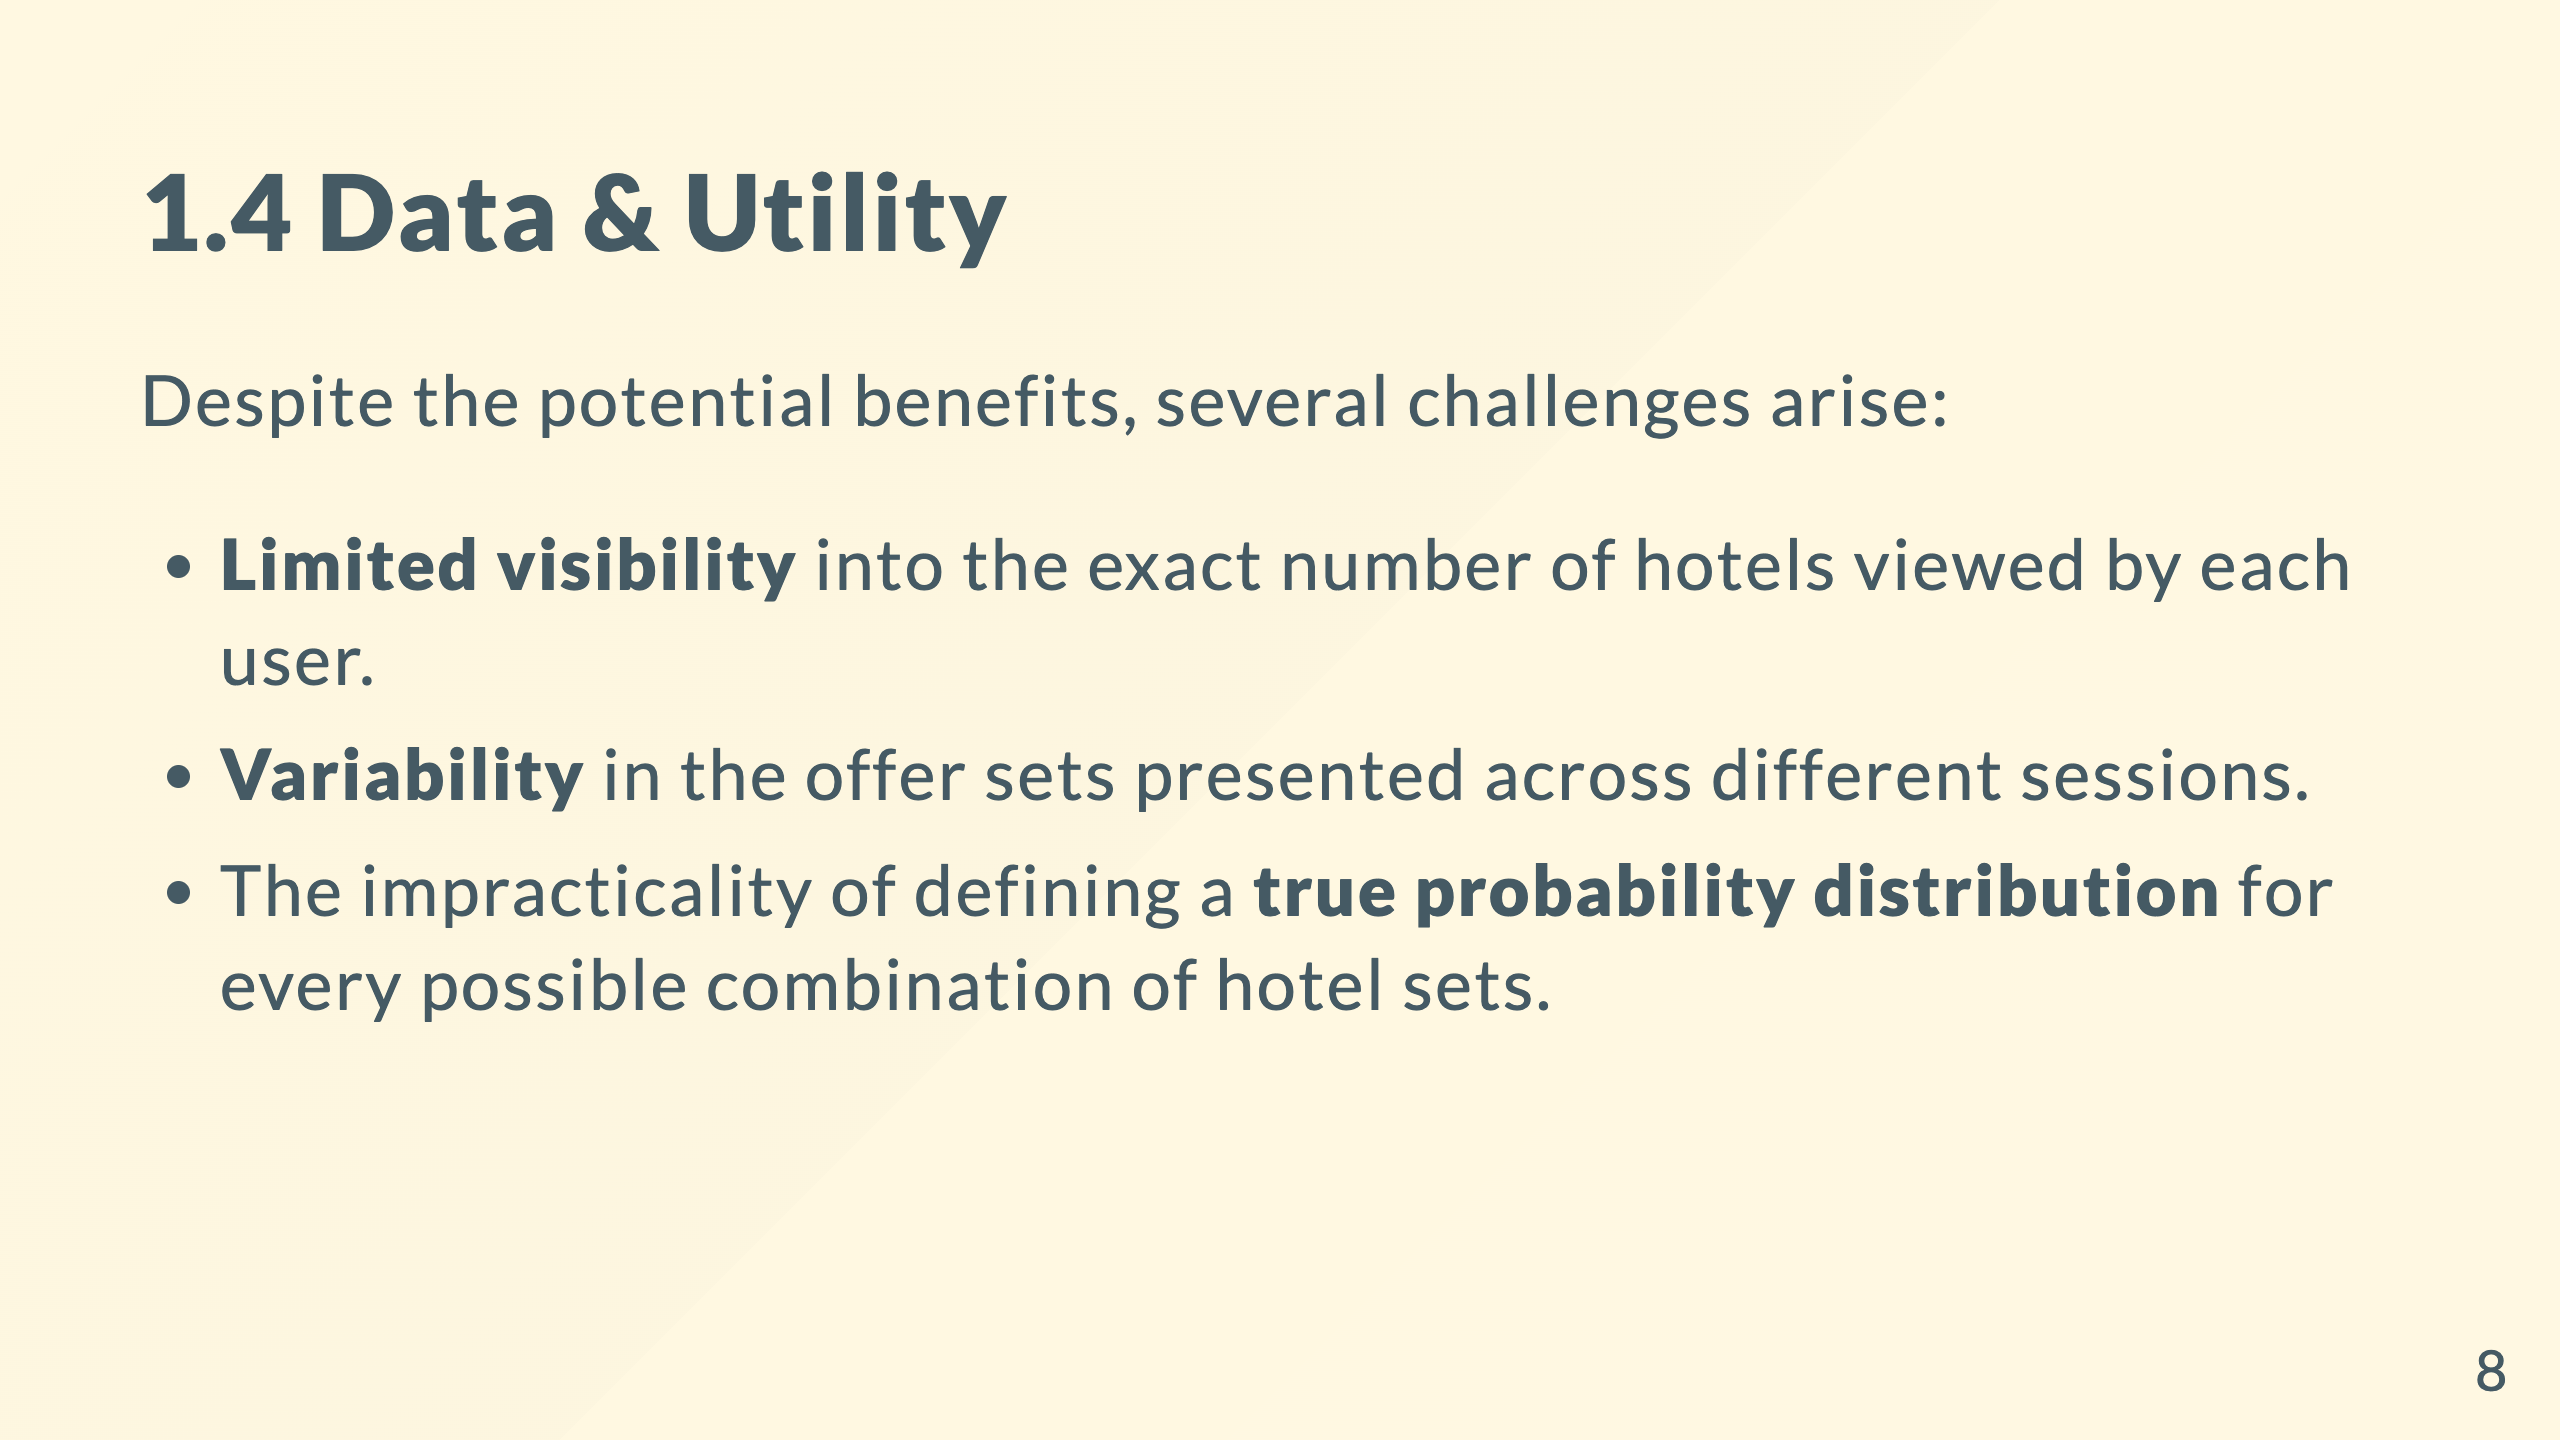 1.4 Data & Utility
Despite the potential benefits, several challenges arise:
• Limited visibility into the exact number of hotels viewed by each
user.
• Variability in the offer sets presented across different sessions.
• The impracticality of defining a true probability distribution for
every possible combination of hotel sets.
8